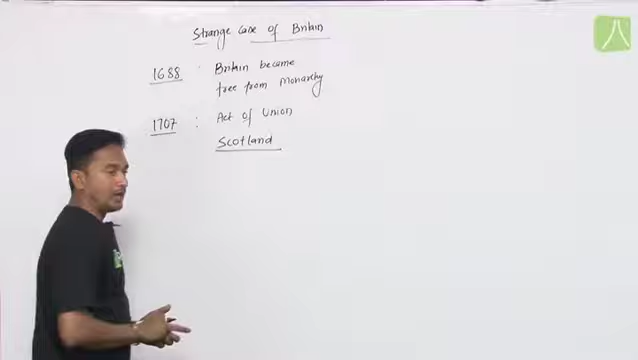 Strange Case of Britain
1688 : Britain became
free from Monarchy
1707 : Act of Union
Scotland